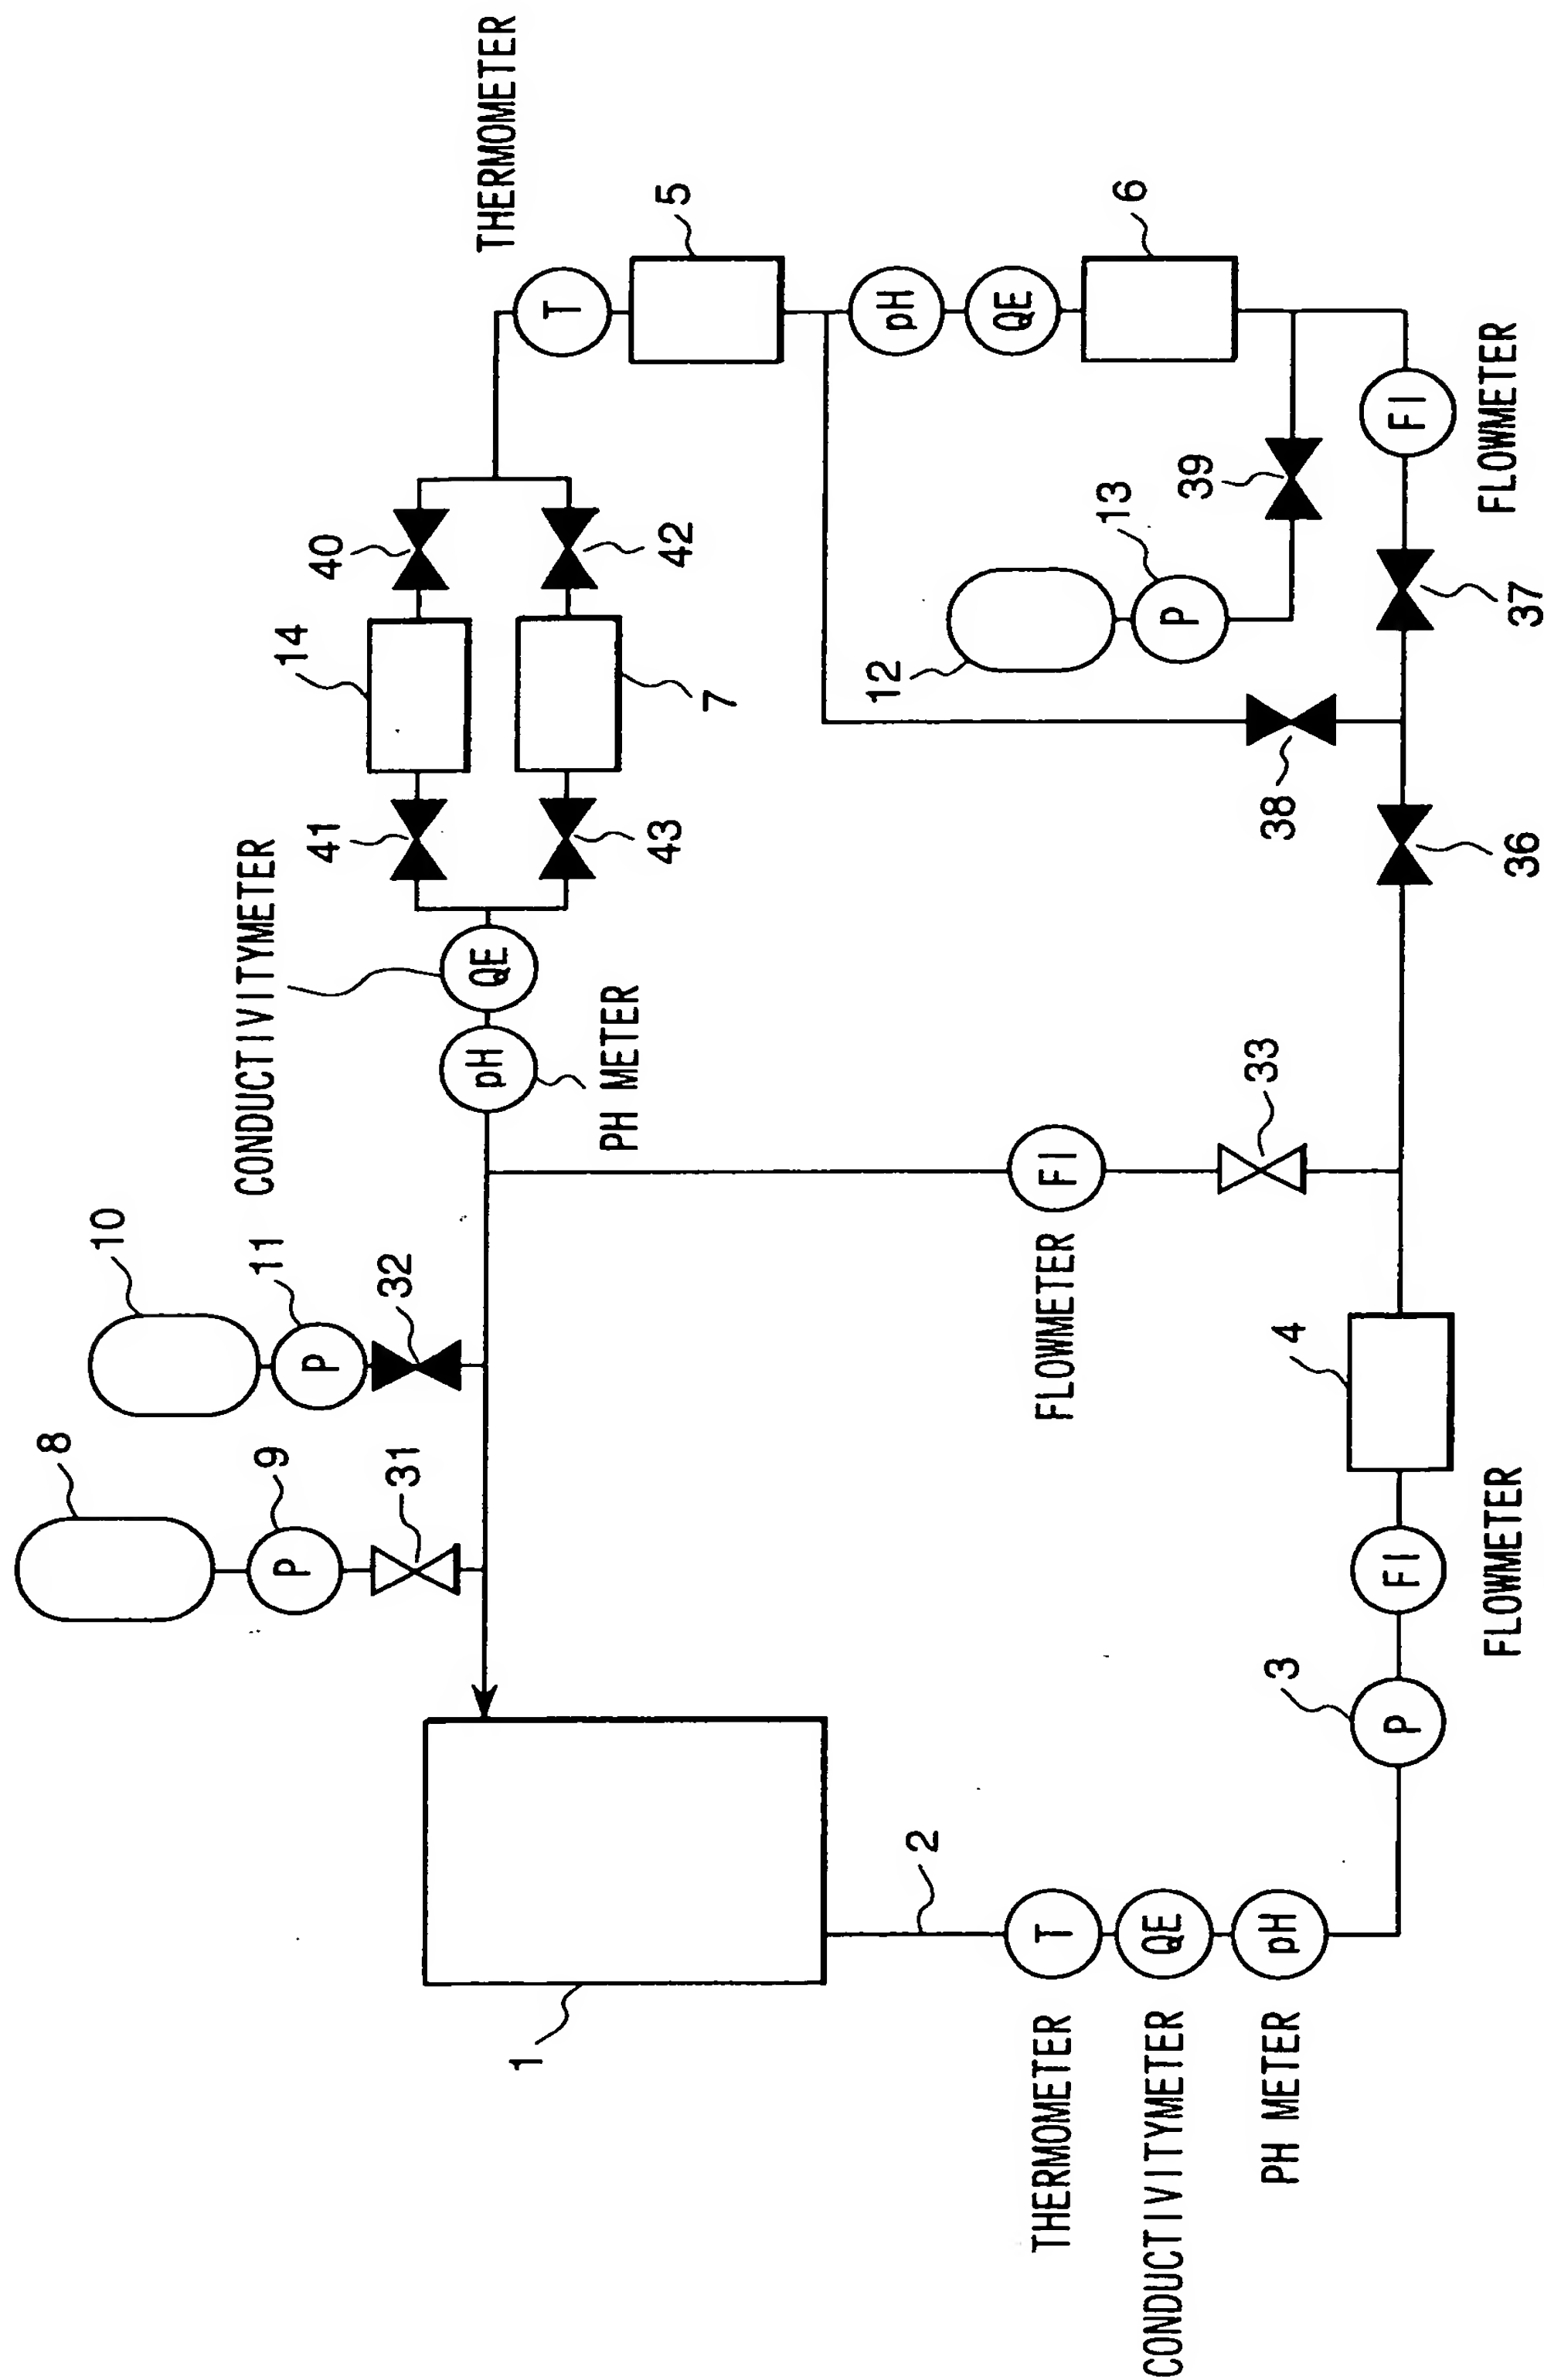 THERMOMETER
T
5
pH
QE
6
FI
FLOWMETER
40
42
14
7
41
43
12
13
P
39
37
38
36
CONDUCTIVITYMETER
QE
pH
PH METER
10
11
P
32
8
9
P
31
FI
FLOWMETER
33
4
FI
FLOWMETER
3
P
1
2
T
QE
pH
THERMOMETER
CONDUCTIVITYMETER
PH METER